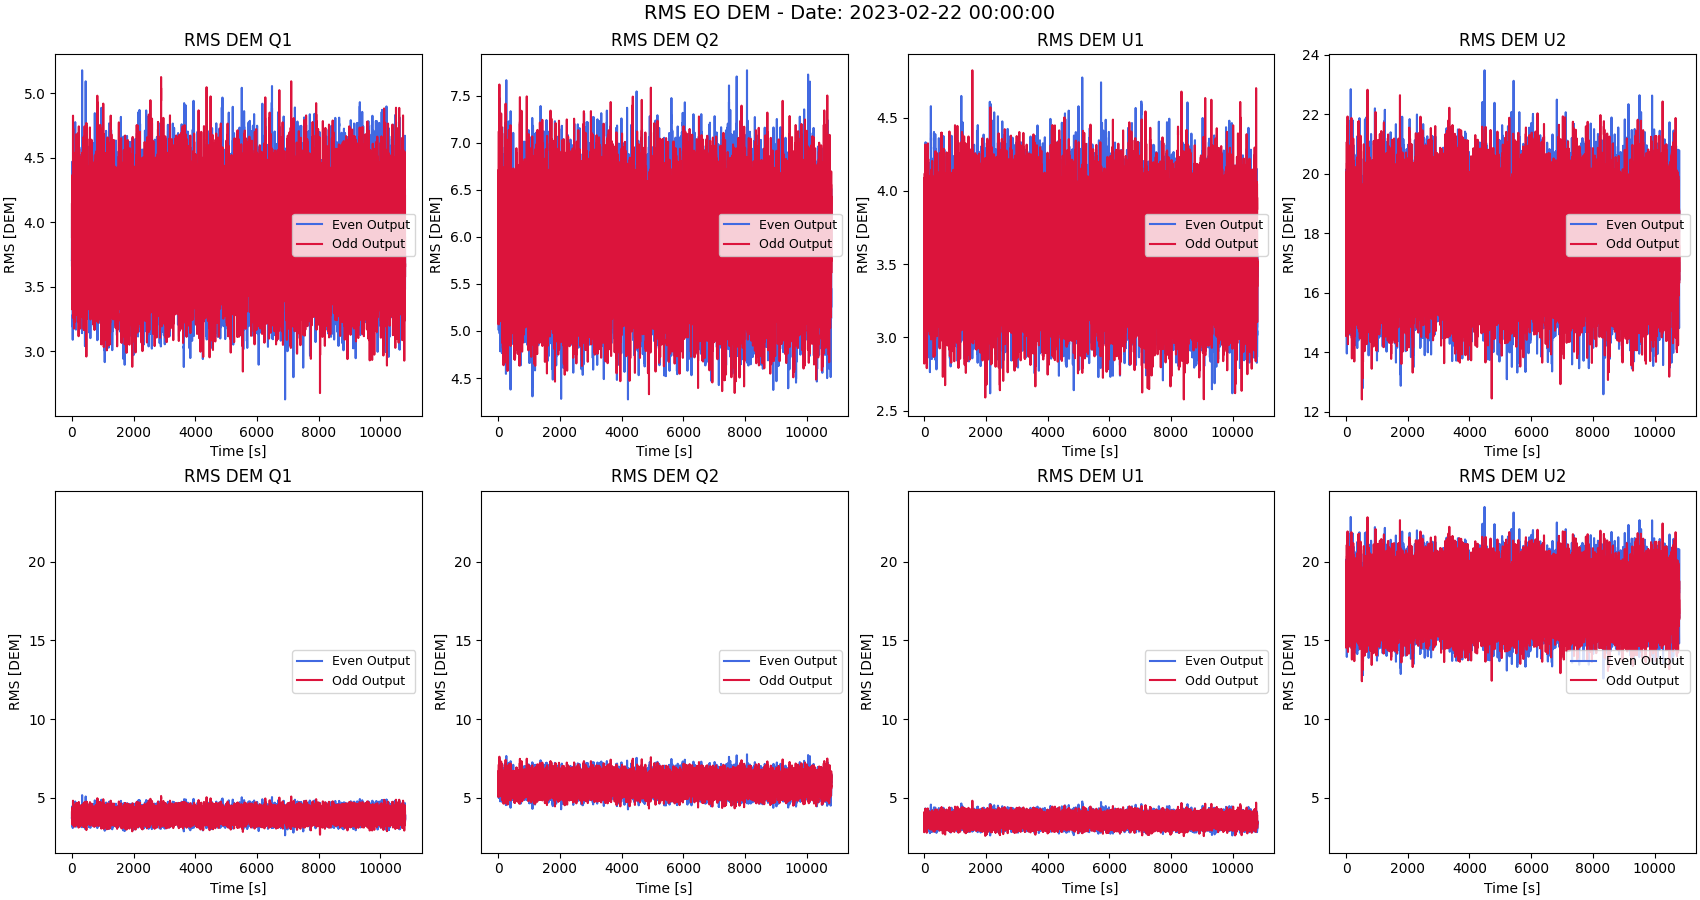 RMS EO DEM - Date: 2023-02-22 00:00:00
RMS DEM Q1
RMS [DEM]
5.0
4.5
4.0
3.5
3.0
Even Output
Odd Output
0 2000 4000 6000 8000 10000
Time [s]
RMS DEM Q2
RMS [DEM]
7.5
7.0
6.5
6.0
5.5
5.0
4.5
Even Output
Odd Output
0 2000 4000 6000 8000 10000
Time [s]
RMS DEM U1
RMS [DEM]
4.5
4.0
3.5
3.0
2.5
Even Output
Odd Output
0 2000 4000 6000 8000 10000
Time [s]
RMS DEM U2
RMS [DEM]
24
22
20
18
16
14
12
Even Output
Odd Output
0 2000 4000 6000 8000 10000
Time [s]
RMS DEM Q1
RMS [DEM]
20
15
10
5
Even Output
Odd Output
0 2000 4000 6000 8000 10000
Time [s]
RMS DEM Q2
RMS [DEM]
20
15
10
5
Even Output
Odd Output
0 2000 4000 6000 8000 10000
Time [s]
RMS DEM U1
RMS [DEM]
20
15
10
5
Even Output
Odd Output
0 2000 4000 6000 8000 10000
Time [s]
RMS DEM U2
RMS [DEM]
20
15
10
5
Even Output
Odd Output
0 2000 4000 6000 8000 10000
Time [s]